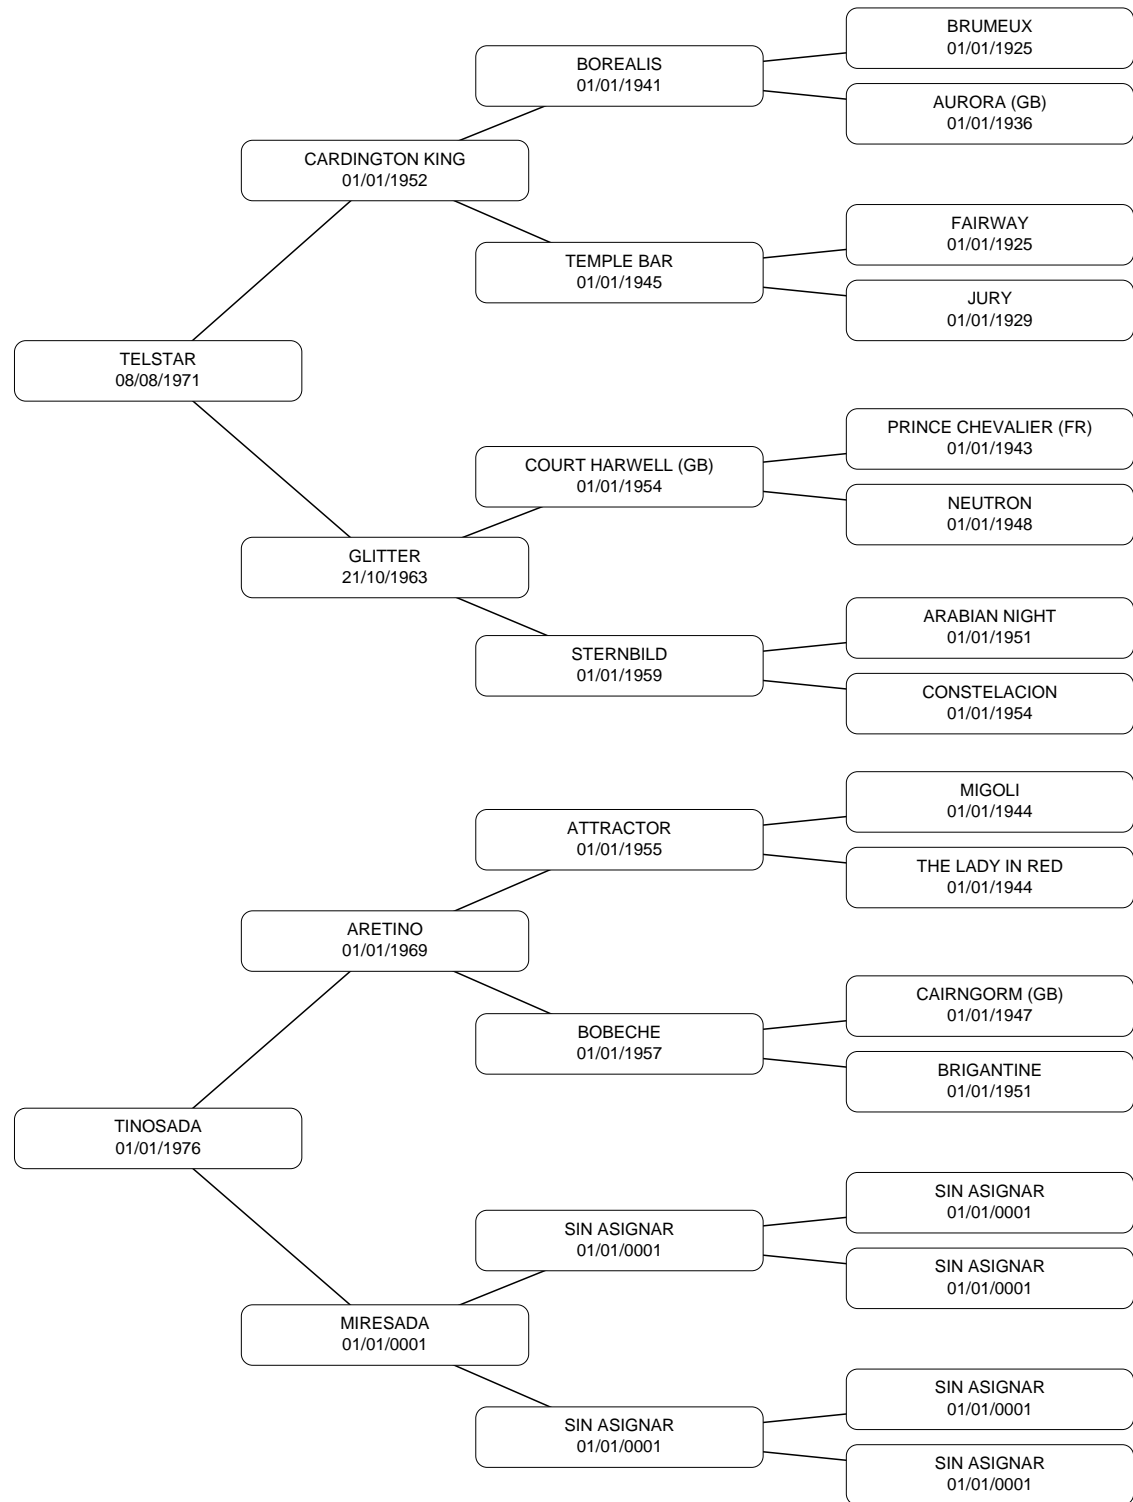 BRUMEUX
01/01/1925
BOREALIS
01/01/1941
AURORA (GB)
01/01/1936
CARDINGTON KING
01/01/1952
FAIRWAY
01/01/1925
TEMPLE BAR
01/01/1945
JURY
01/01/1929
TELSTAR
08/08/1971
PRINCE CHEVALIER (FR)
01/01/1943
COURT HARWELL (GB)
01/01/1954
NEUTRON
01/01/1948
GLITTER
21/10/1963
ARABIAN NIGHT
01/01/1951
STERNBILD
01/01/1959
CONSTELACION
01/01/1954
MIGOLI
01/01/1944
ATTRACTOR
01/01/1955
THE LADY IN RED
01/01/1944
ARETINO
01/01/1969
CAIRNGORM (GB)
01/01/1947
BOBECHE
01/01/1957
BRIGANTINE
01/01/1951
TINOSADA
01/01/1976
SIN ASIGNAR
01/01/0001
SIN ASIGNAR
01/01/0001
SIN ASIGNAR
01/01/0001
MIRESADA
01/01/0001
SIN ASIGNAR
01/01/0001
SIN ASIGNAR
01/01/0001
SIN ASIGNAR
01/01/0001